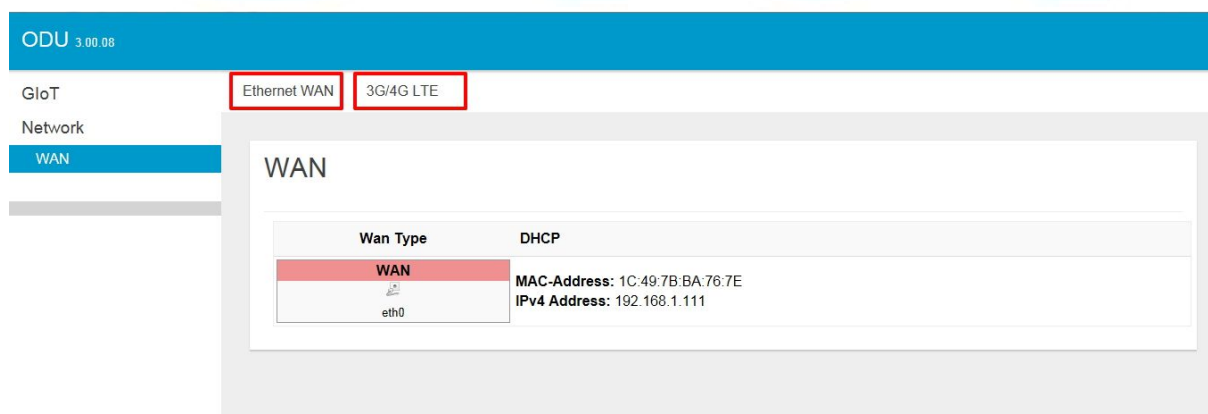 ODU 3.00.08
GIoT
Network
WAN
Ethernet WAN
3G/4G LTE
WAN
Wan Type DHCP
WAN
eth0
MAC-Address: 1C:49:7B:BA:76:7E
IPv4 Address: 192.168.1.111